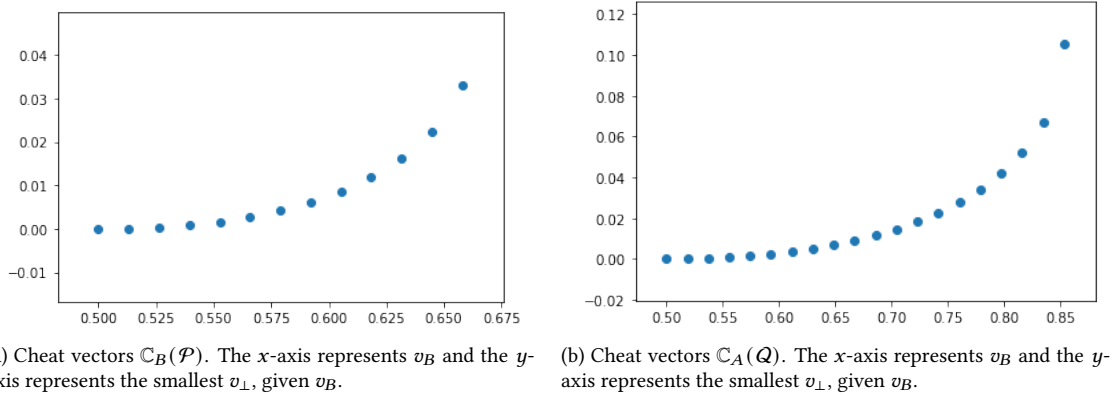 0.04
0.03
0.02
0.01
0.00
−0.01
0.500 0.525 0.550 0.575 0.600 0.625 0.650 0.675
0.12
0.10
0.08
0.06
0.04
0.02
0.00
−0.02
0.50 0.55 0.60 0.65 0.70 0.75 0.80 0.85
) Cheat vectors ℂ_B(𝒫). The x-axis represents v_B and the y-
xis represents the smallest v_⊥, given v_B.
(b) Cheat vectors ℂ_A(𝒬). The x-axis represents v_B and the y-
axis represents the smallest v_⊥, given v_B.